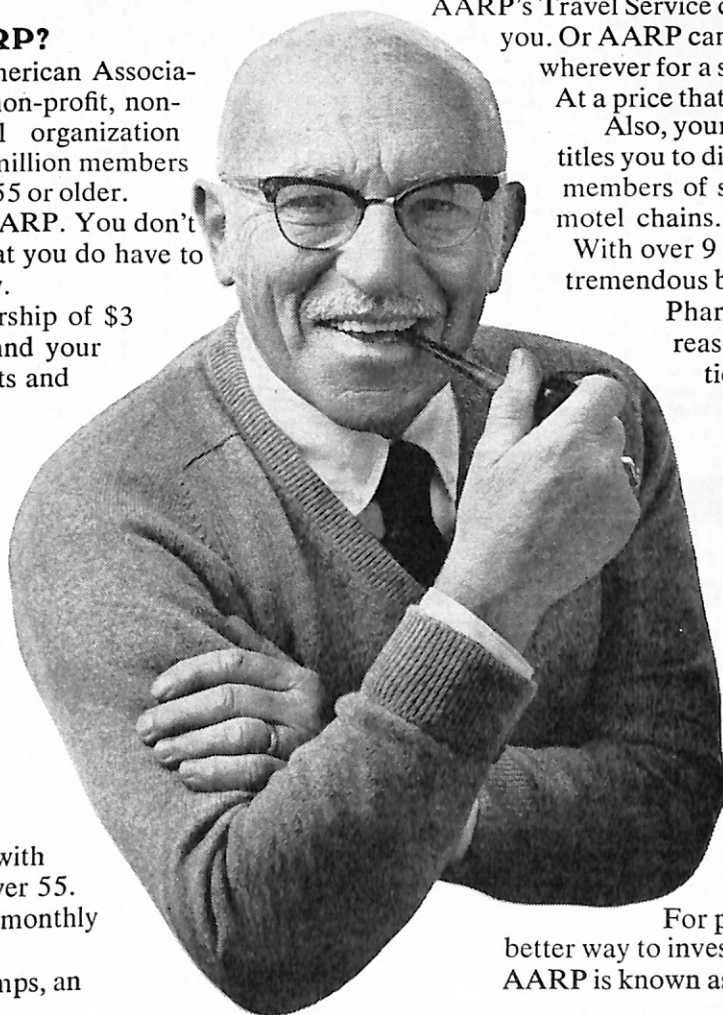 RP?
merican Associa-
non-profit, non-
l organization
million members
55 or older.
ARP. You don't
at you do have to
y.
rship of $3
and your
ts and
with
ver 55.
monthly
mps, an
AARP's Travel Service
you. Or AARP can
wherever for a s
At a price that
Also, your
titles you to di
members of s
motel chains.
With over 9
tremendous b
Phar
reas
tio
For p
better way to inves
AARP is known as